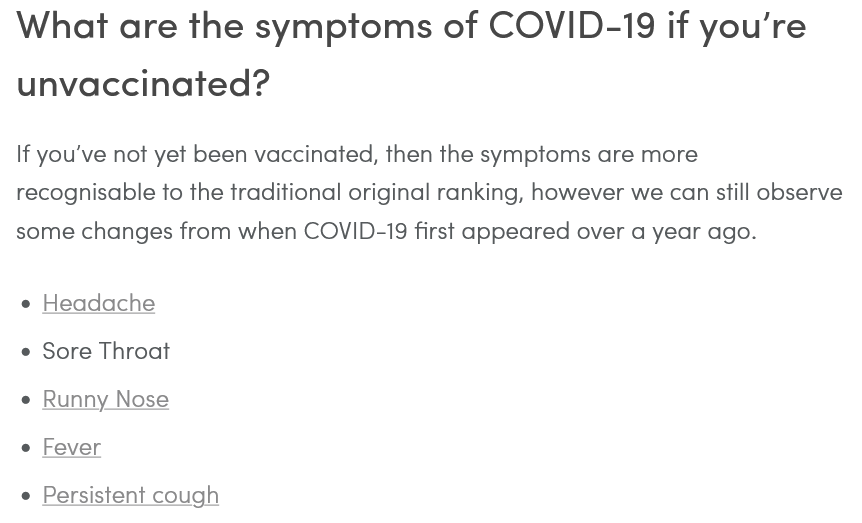 What are the symptoms of COVID-19 if you’re
unvaccinated?
If you’ve not yet been vaccinated, then the symptoms are more
recognisable to the traditional original ranking, however we can still observe
some changes from when COVID-19 first appeared over a year ago.
• Headache
• Sore Throat
• Runny Nose
• Fever
• Persistent cough